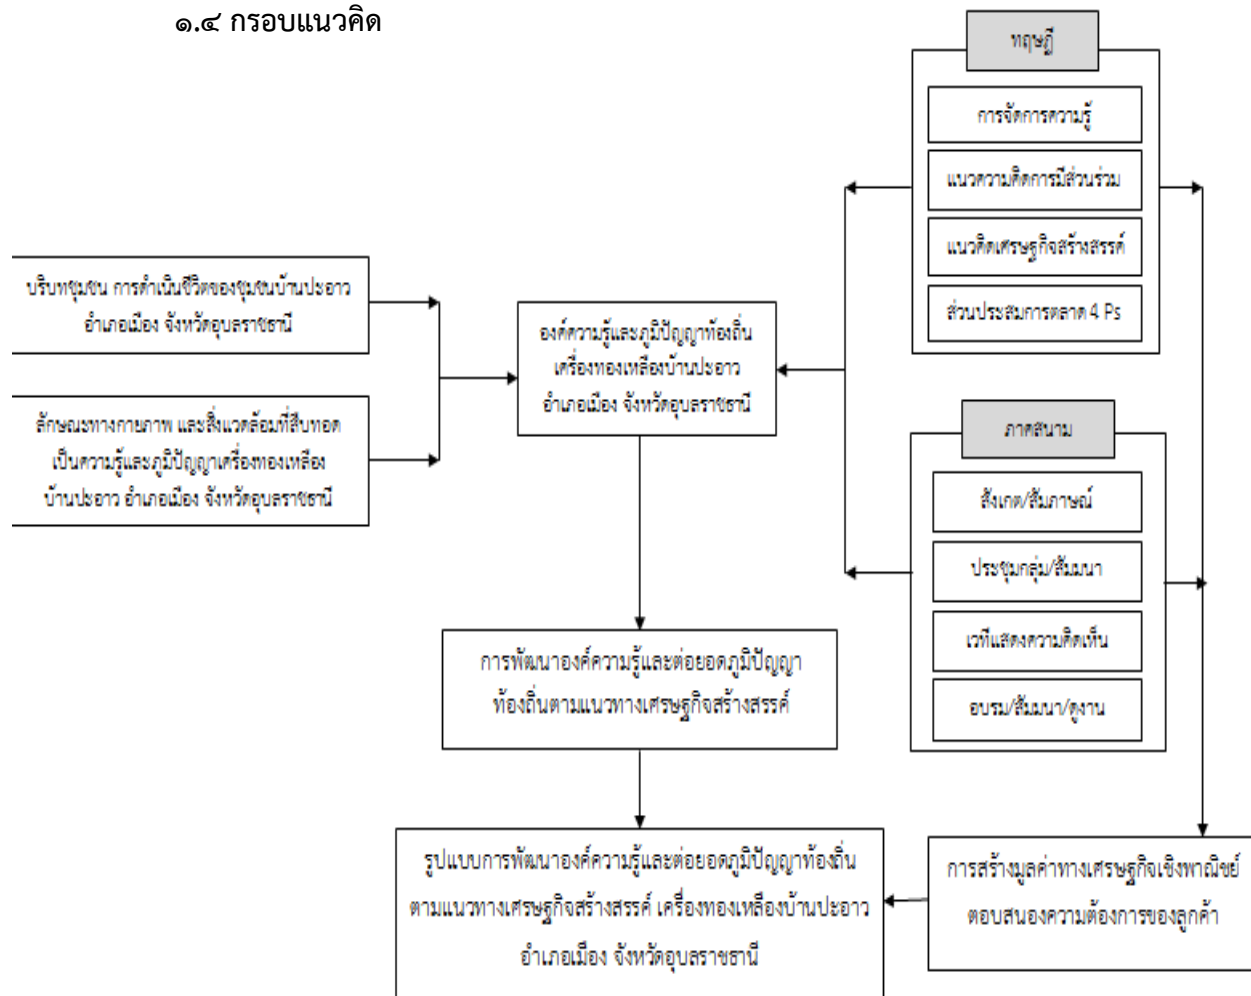 ๑.๔ กรอบแนวคิด
ทฤษฎี
การจัดการความรู้
แนวความคิดการมีส่วนร่วม
แนวคิดเศรษฐกิจสร้างสรรค์
ส่วนประสมการตลาด 4 Ps
บริบทชุมชน การดำเนินชีวิตของชุมชนบ้านปะอาว
อำเภอเมือง จังหวัดอุบลราชธานี
องค์ความรู้และภูมิปัญญาท้องถิ่น
เครื่องทองเหลืองบ้านปะอาว
อำเภอเมือง จังหวัดอุบลราชธานี
ลักษณะทางกายภาพ และสิ่งแวดล้อมที่สืบทอด
เป็นความรู้และภูมิปัญญาเครื่องทองเหลือง
บ้านปะอาว อำเภอเมือง จังหวัดอุบลราชธานี
ภาคสนาม
สังเกต/สัมภาษณ์
ประชุมกลุ่ม/สัมมนา
เวทีแสดงความคิดเห็น
อบรม/สัมมนา/ดูงาน
การพัฒนาองค์ความรู้และต่อยอดภูมิปัญญา
ท้องถิ่นตามแนวทางเศรษฐกิจสร้างสรรค์
รูปแบบการพัฒนาองค์ความรู้และต่อยอดภูมิปัญญาท้องถิ่น
ตามแนวทางเศรษฐกิจสร้างสรรค์ เครื่องทองเหลืองบ้านปะอาว
อำเภอเมือง จังหวัดอุบลราชธานี
การสร้างมูลค่าทางเศรษฐกิจเชิงพาณิชย์
ตอบสนองความต้องการของลูกค้า